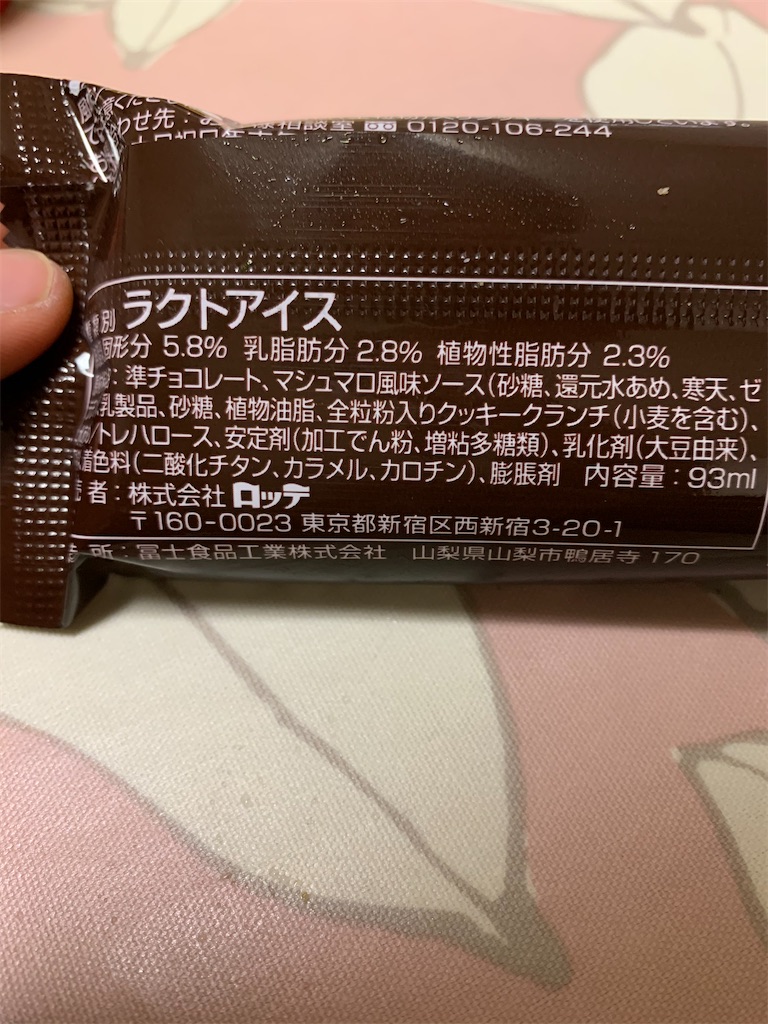 わせ先:
相談室 0120-106-244
別 ラクトアイス
固形分 5.8% 乳脂肪分 2.8% 植物性脂肪分 2.3%
:準チョコレート、マシュマロ風味ソース(砂糖、還元水あめ、寒天、ゼ
乳製品、砂糖、植物油脂、全粒粉入りクッキークランチ(小麦を含む)、
/トレハロース、安定剤(加工でん粉、増粘多糖類)、乳化剤(大豆由来)、
着色料(二酸化チタン、カラメル、カロチン)、膨脹剤 内容量:93ml
者:株式会社ロッテ
〒160-0023 東京都新宿区西新宿3-20-1
所:冨士食品工業株式会社 山梨県山梨市鴨居寺 170